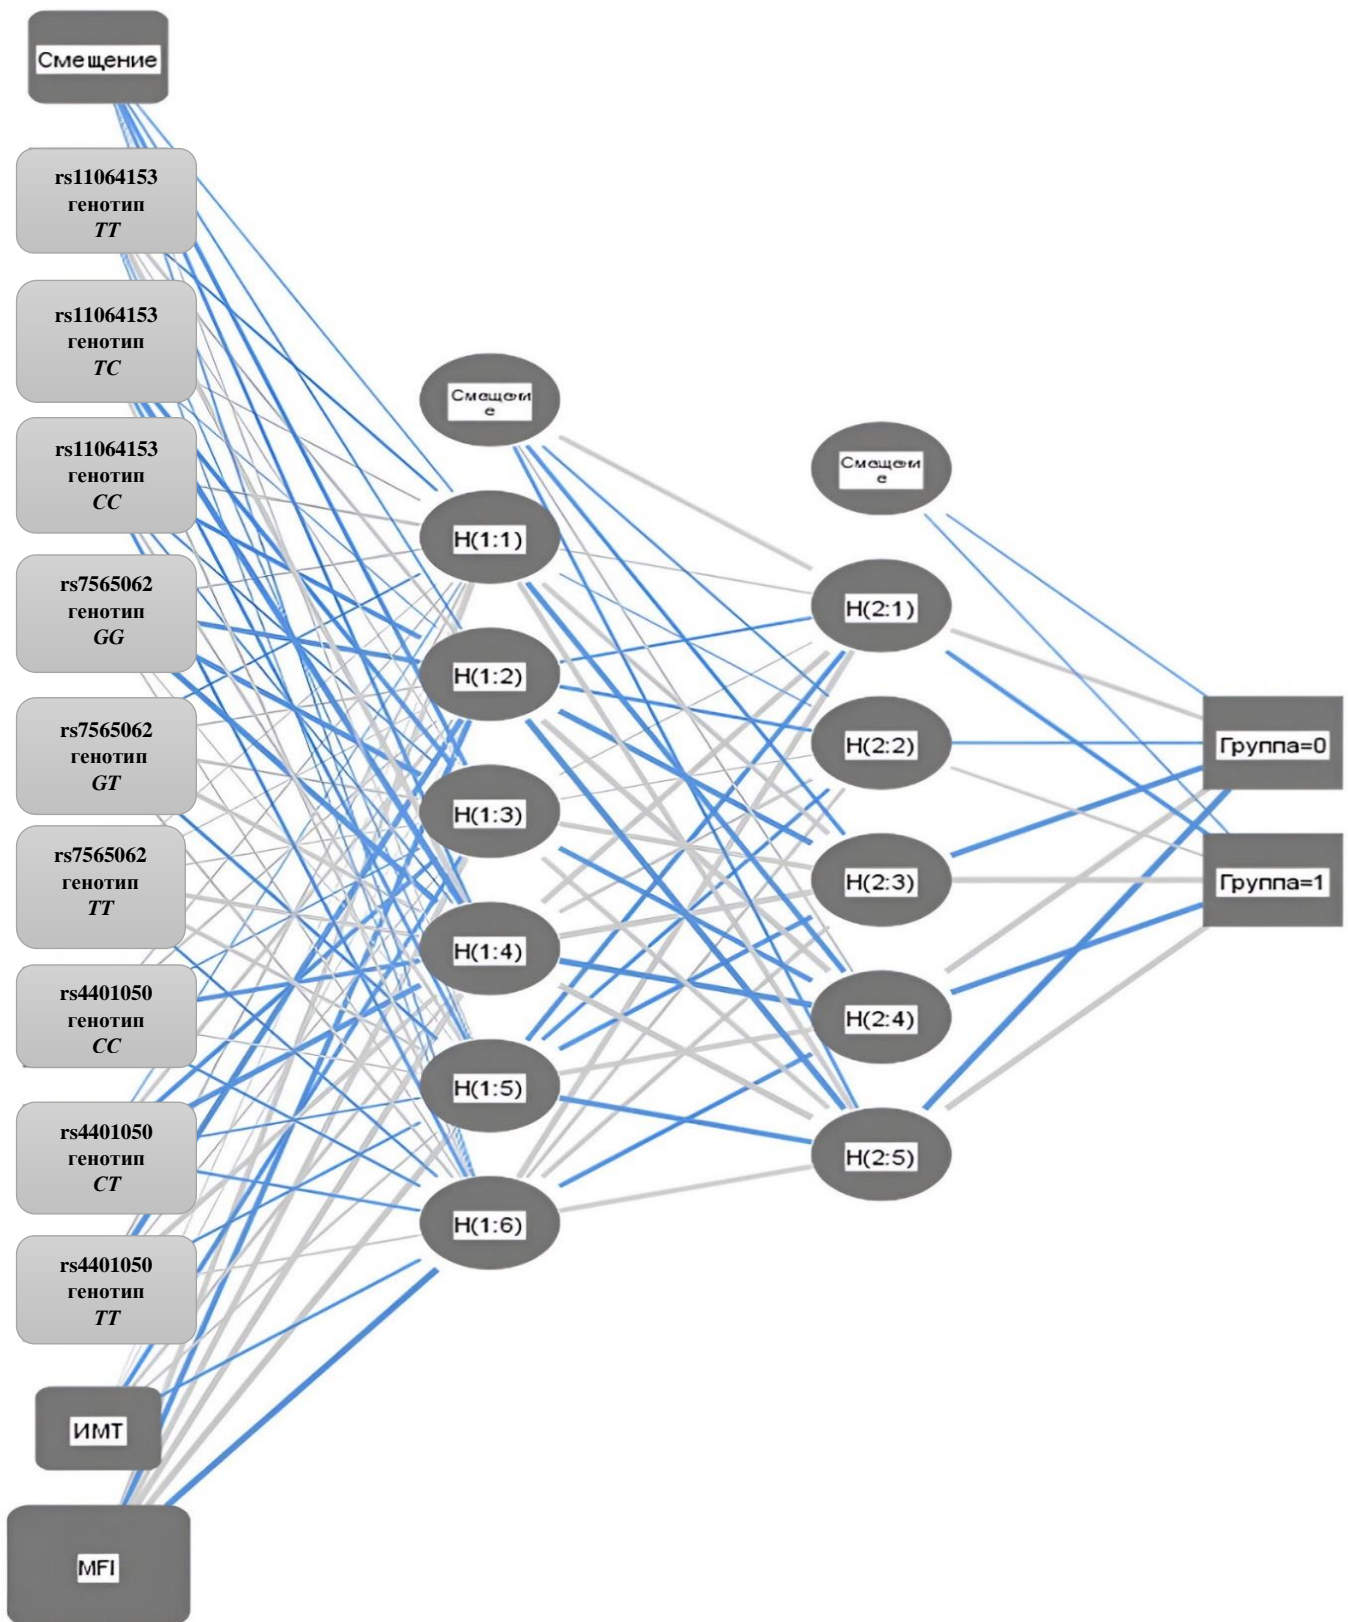 Смещение
rs11064153
генотип
TT
rs11064153
генотип
TC
rs11064153
генотип
CC
rs7565062
генотип
GG
rs7565062
генотип
GT
rs7565062
генотип
TT
rs4401050
генотип
CC
rs4401050
генотип
CT
rs4401050
генотип
TT
ИМТ
MFI
Смещени
е
H(1:1)
H(1:2)
H(1:3)
H(1:4)
H(1:5)
H(1:6)
Смещени
е
H(2:1)
H(2:2)
H(2:3)
H(2:4)
H(2:5)
Группа=0
Группа=1